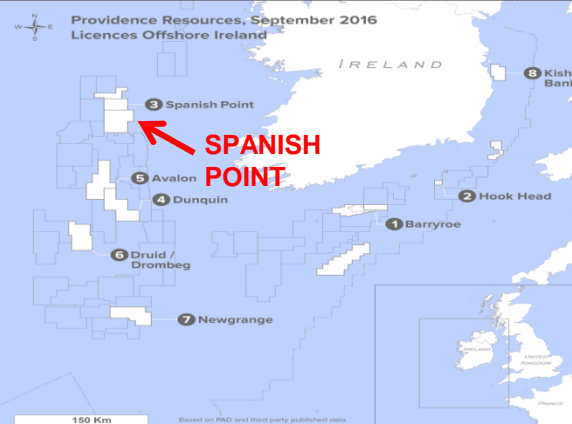 N
W
E
S
Providence Resources, September 2016
Licences Offshore Ireland
IRELAND
8 Kish
Bank
3 Spanish Point
SPANISH
POINT
5 Avalon
4 Dunquin
2 Hook Head
1 Barryroe
6 Druid /
Drombeg
7 Newgrange
IRELAND
UNITED
KINGDOM
FRANCE
150 Km
Based on PAD and third party published data